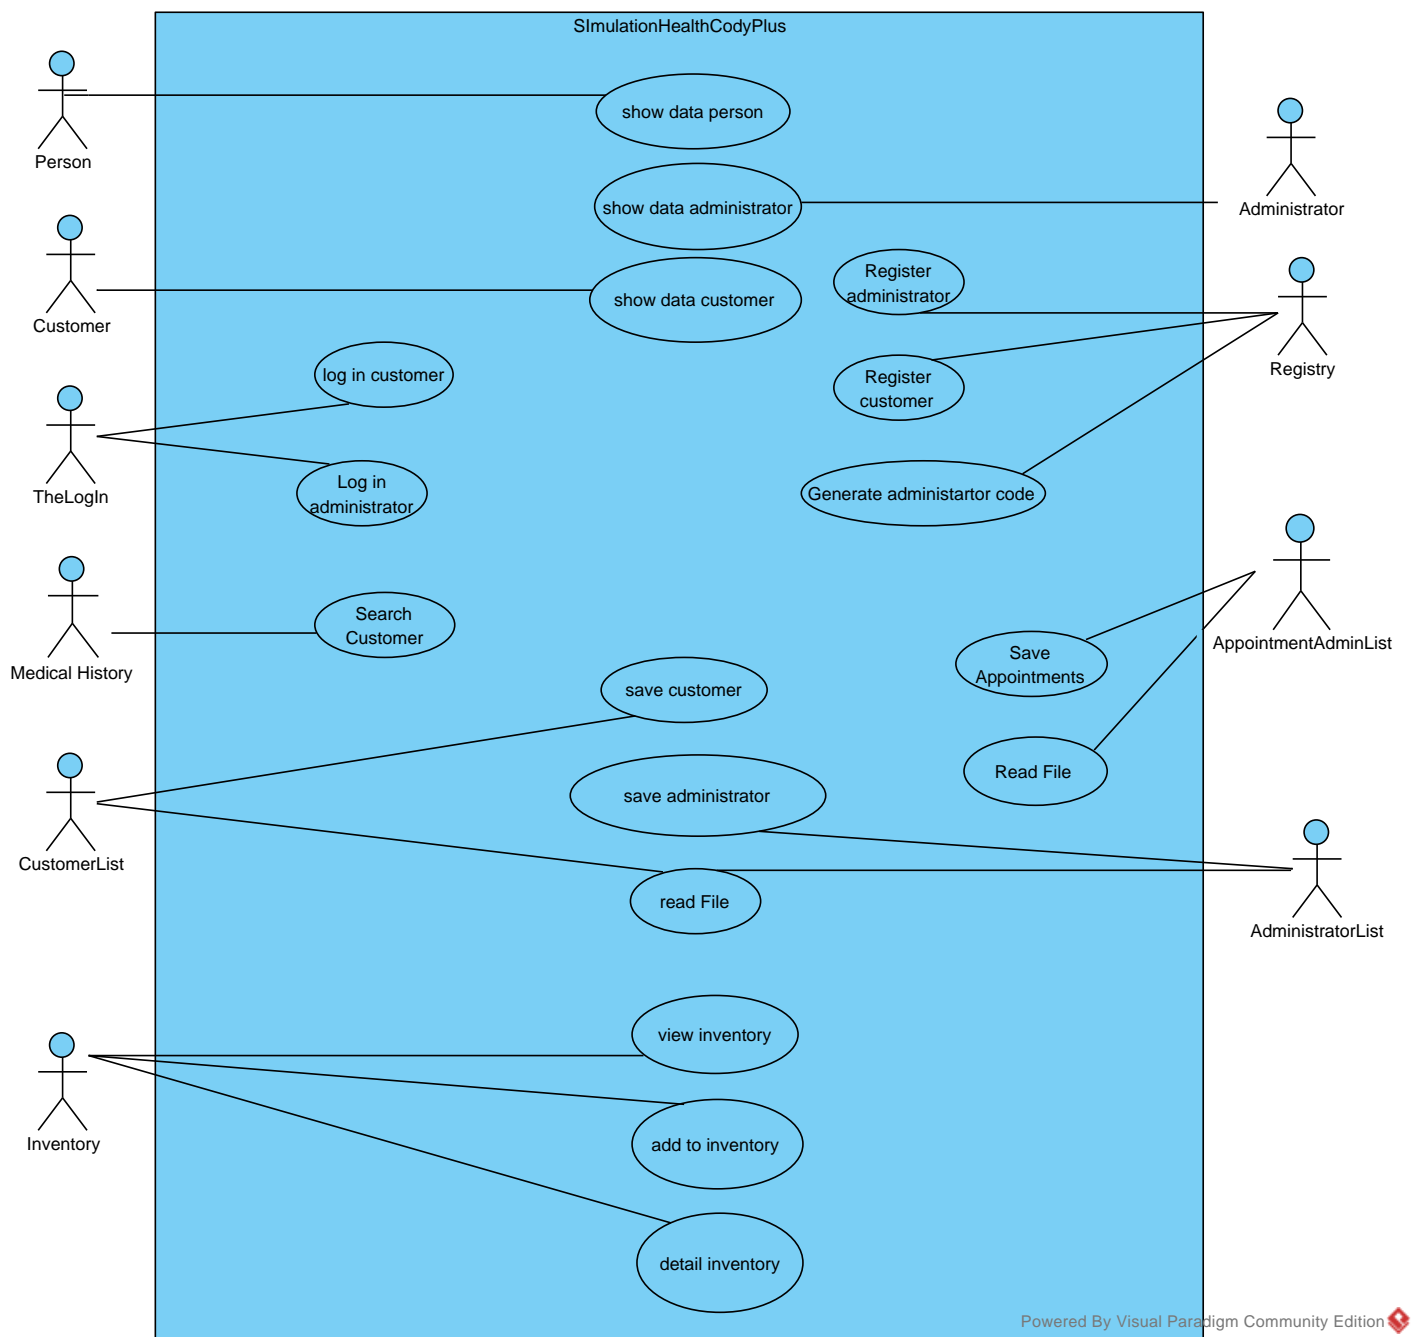 SImulationHealthCodyPlus
show data person
Person
Administrator
show data administrator
Customer
show data customer
Register
administrator
Registry
log in customer
Register
customer
TheLogIn
Log in
administrator
Generate administartor code
Medical History
Search
Customer
AppointmentAdminList
Save
Appointments
save customer
Read File
save administrator
CustomerList
read File
AdministratorList
view inventory
Inventory
add to inventory
detail inventory
Powered By Visual Paradigm Community Edition